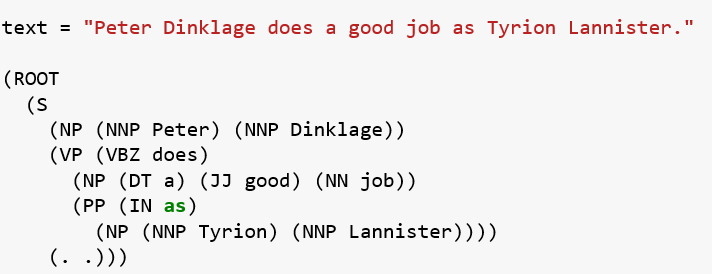 text = "Peter Dinklage does a good job as Tyrion Lannister."
(ROOT
  (S
    (NP (NNP Peter) (NNP Dinklage))
    (VP (VBZ does)
      (NP (DT a) (JJ good) (NN job))
      (PP (IN as)
        (NP (NNP Tyrion) (NNP Lannister))))
    (. .)))